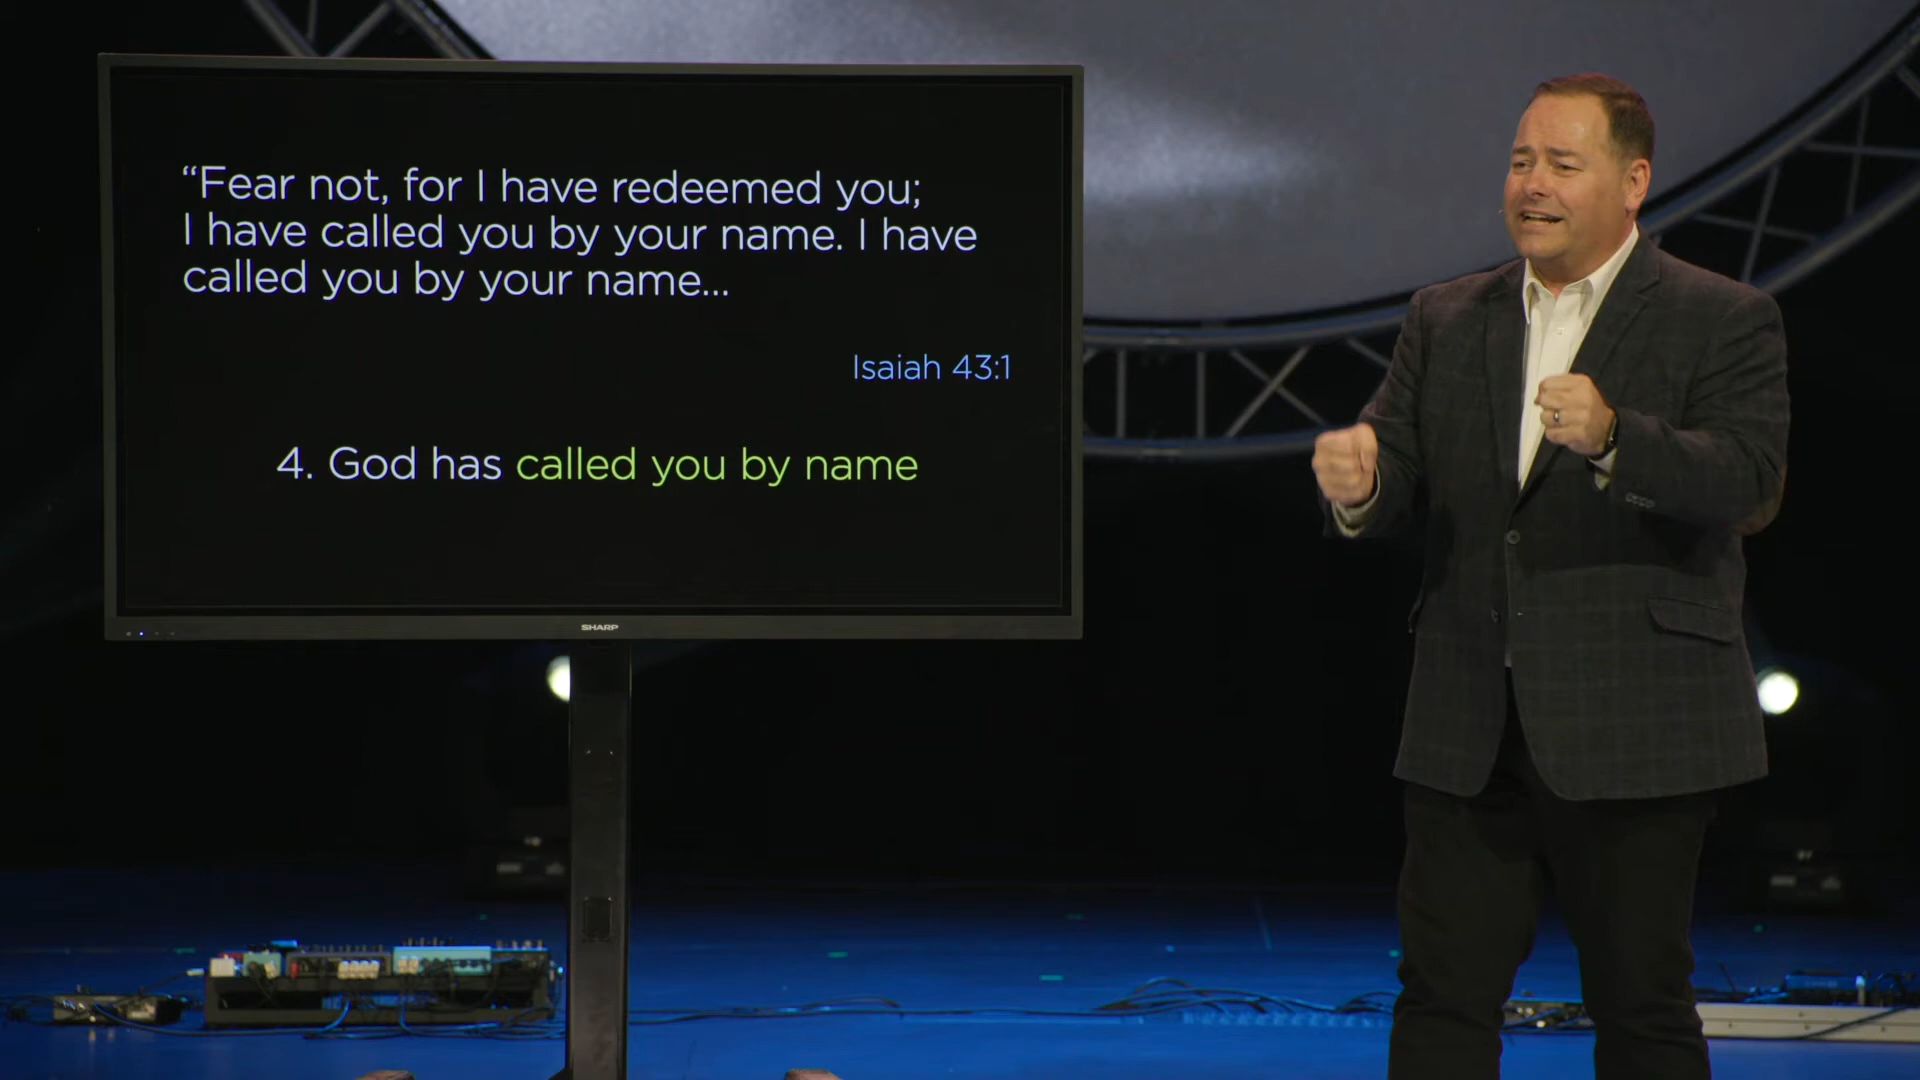 “Fear not, for I have redeemed you;
I have called you by your name. I have
called you by your name...
Isaiah 43:1
4. God has called you by name
SHARP